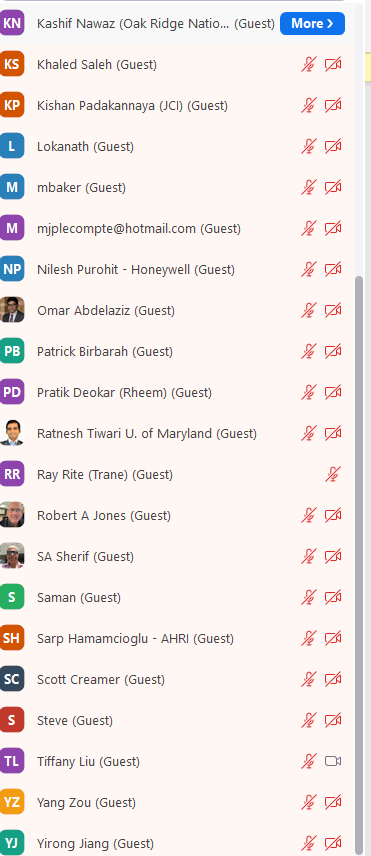 KN Kashif Nawaz (Oak Ridge Natio... (Guest) More
KS Khaled Saleh (Guest)
KP Kishan Padakannaya (JCI) (Guest)
L Lokanath (Guest)
M mbaker (Guest)
M mjplecompte@hotmail.com (Guest)
NP Nilesh Purohit - Honeywell (Guest)
Omar Abdelaziz (Guest)
PB Patrick Birbarah (Guest)
PD Pratik Deokar (Rheem) (Guest)
Ratnesh Tiwari U. of Maryland (Guest)
RR Ray Rite (Trane) (Guest)
Robert A Jones (Guest)
SA Sherif (Guest)
S Saman (Guest)
SH Sarp Hamamcioglu - AHRI (Guest)
SC Scott Creamer (Guest)
S Steve (Guest)
TL Tiffany Liu (Guest)
YZ Yang Zou (Guest)
YJ Yirong Jiang (Guest)